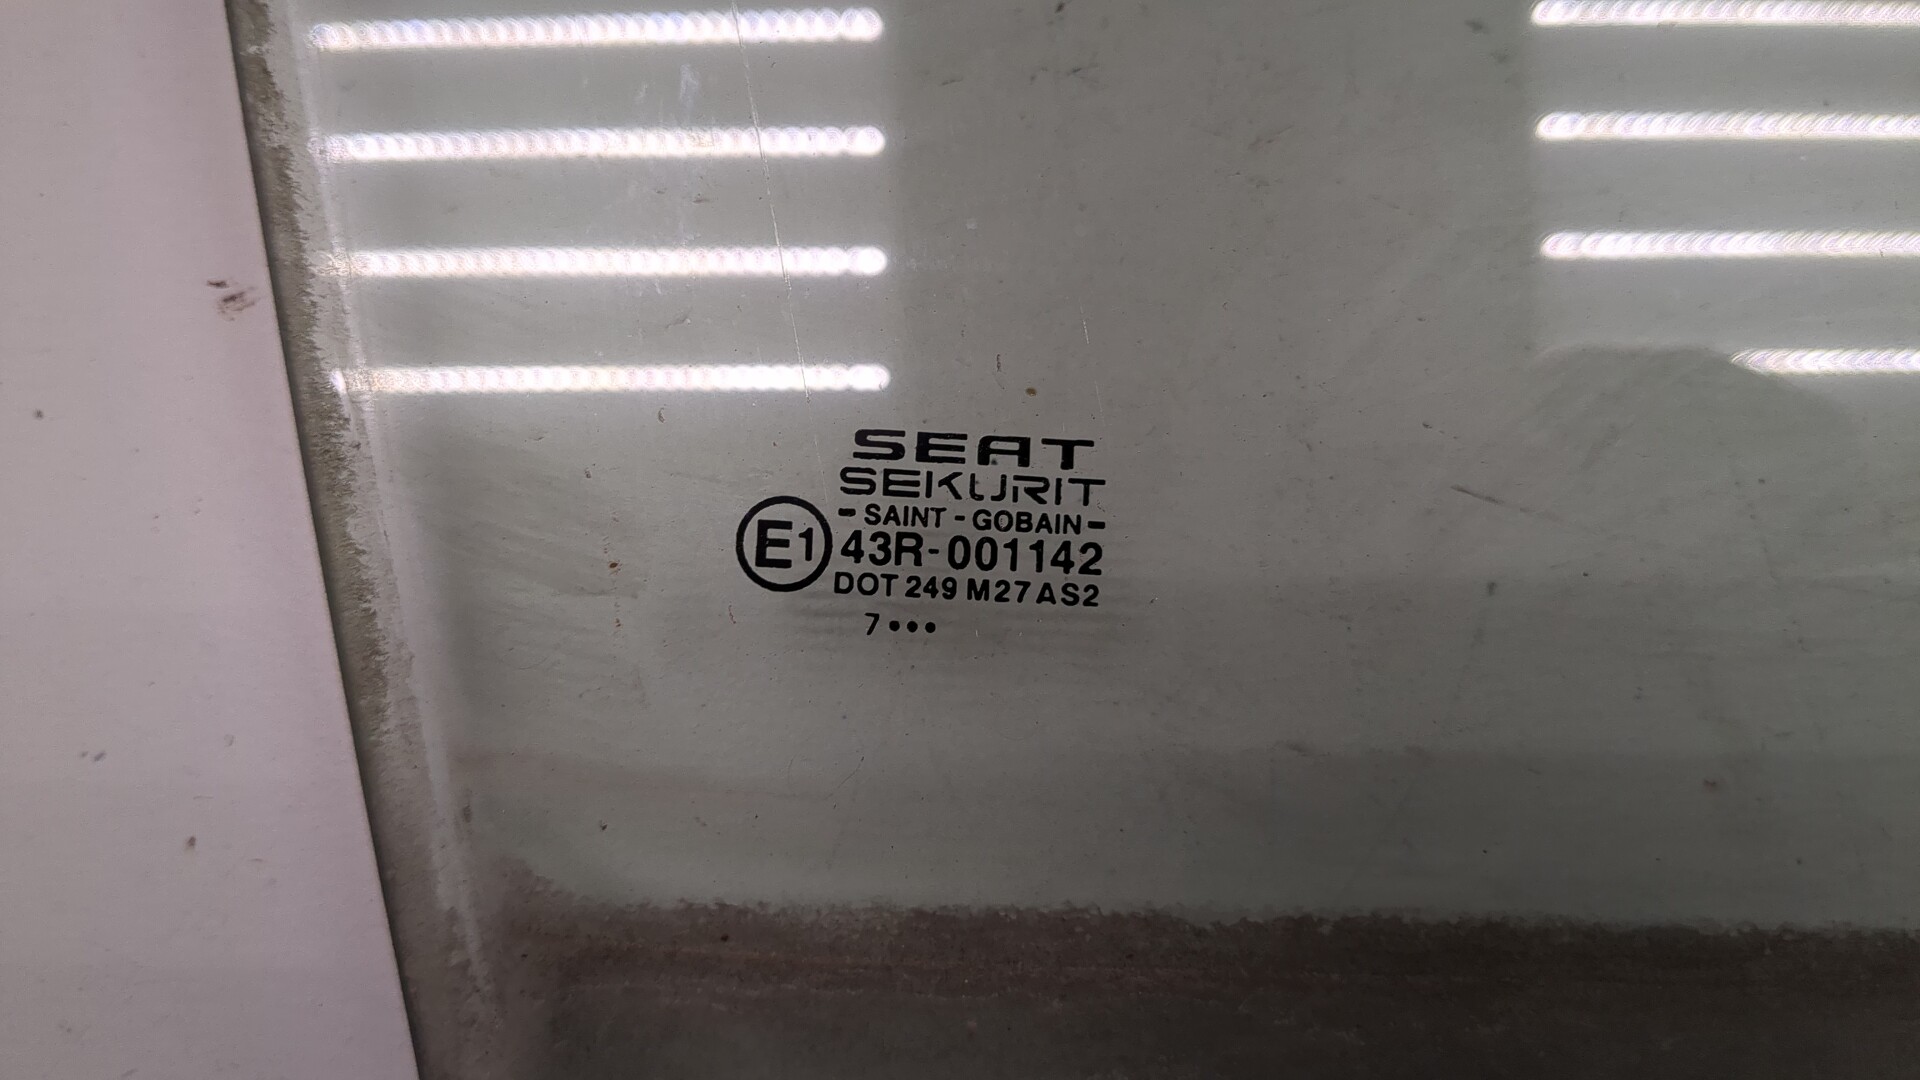 SEAT
SEKURIT
- SAINT - GOBAIN -
E1 43R-001142
DOT 249 M27 AS2
7•••